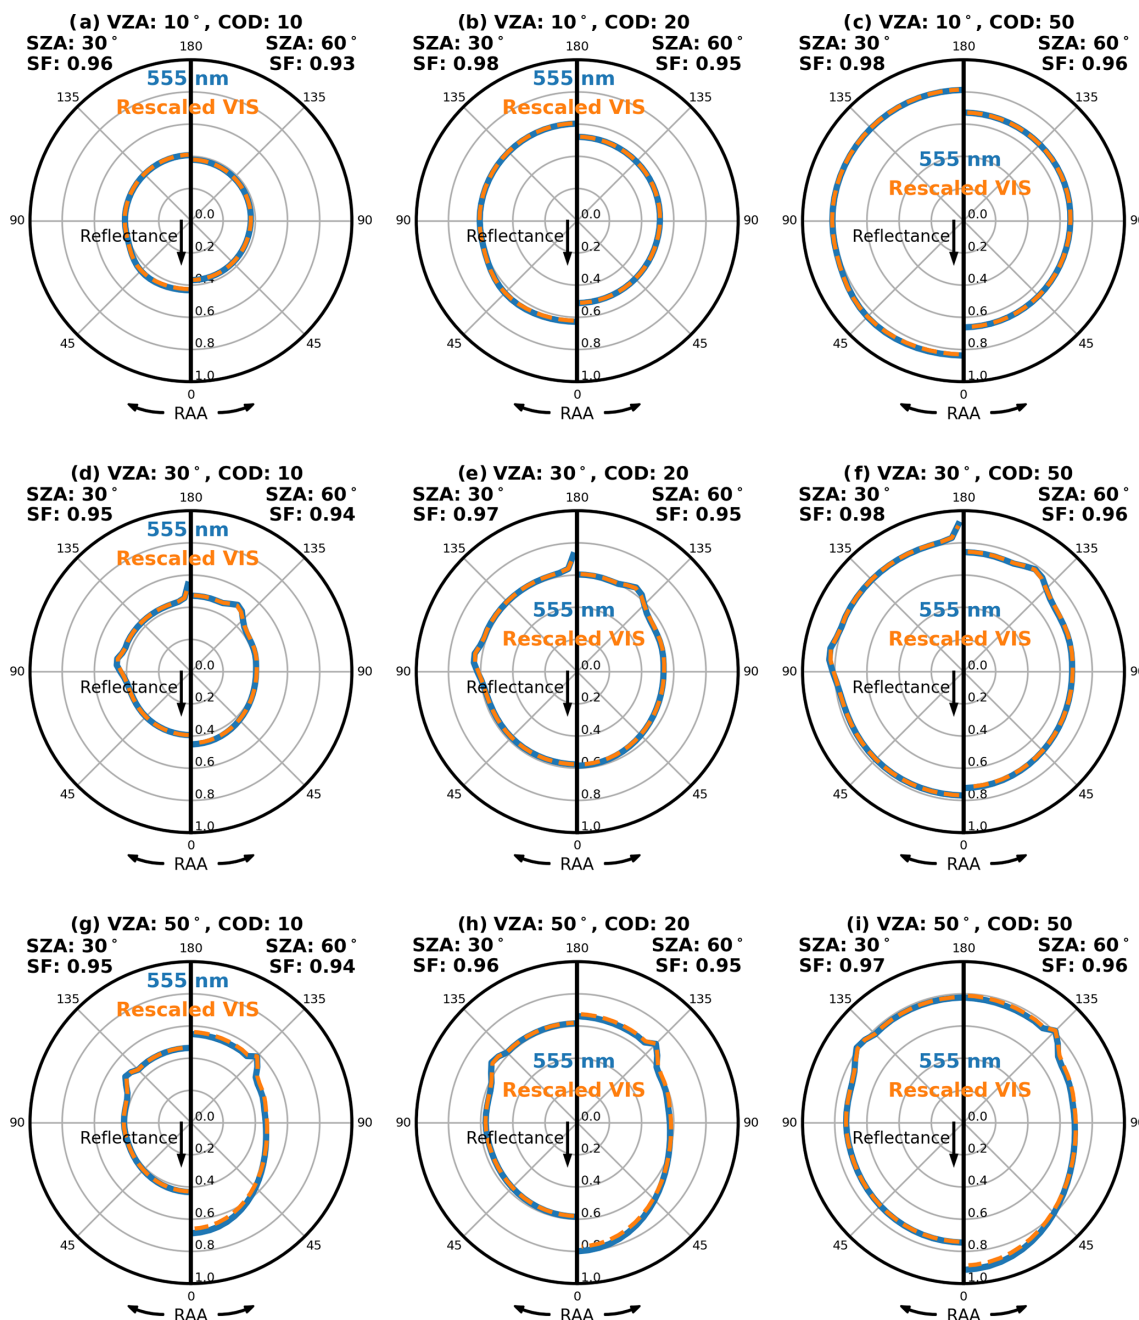 (a) VZA: 10°, COD: 10
SZA: 30° SZA: 60°
SF: 0.96 180 SF: 0.93
555 nm
135 Rescaled VIS 135
90 0.0 90
Reflectance
0.2
0.4
0.6
45 0.8 45
1.0
0
RAA
(b) VZA: 10°, COD: 20
SZA: 30° SZA: 60°
SF: 0.98 180 SF: 0.95
555 nm
135 Rescaled VIS 135
90 0.0 90
Reflectance
0.2
0.4
0.6
45 0.8 45
1.0
0
RAA
(c) VZA: 10°, COD: 50
SZA: 30° SZA: 60°
SF: 0.98 180 SF: 0.96
135 135
555 nm
Rescaled VIS
90 0.0 90
Reflectance
0.2
0.4
0.6
45 0.8 45
1.0
0
RAA
(d) VZA: 30°, COD: 10
SZA: 30° SZA: 60°
SF: 0.95 180 SF: 0.94
555 nm
135 Rescaled VIS 135
90 0.0 90
Reflectance
0.2
0.4
0.6
45 0.8 45
1.0
0
RAA
(e) VZA: 30°, COD: 20
SZA: 30° SZA: 60°
SF: 0.97 180 SF: 0.95
135 135
555 nm
Rescaled VIS
90 0.0 90
Reflectance
0.2
0.4
0.6
45 0.8 45
1.0
0
RAA
(f) VZA: 30°, COD: 50
SZA: 30° SZA: 60°
SF: 0.98 180 SF: 0.96
135 135
555 nm
Rescaled VIS
90 0.0 90
Reflectance
0.2
0.4
0.6
45 0.8 45
1.0
0
RAA
(g) VZA: 50°, COD: 10
SZA: 30° SZA: 60°
SF: 0.95 180 SF: 0.94
555 nm
135 Rescaled VIS 135
90 0.0 90
Reflectance
0.2
0.4
0.6
45 0.8 45
1.0
0
RAA
(h) VZA: 50°, COD: 20
SZA: 30° SZA: 60°
SF: 0.96 180 SF: 0.95
135 135
555 nm
Rescaled VIS
90 0.0 90
Reflectance
0.2
0.4
0.6
45 0.8 45
1.0
0
RAA
(i) VZA: 50°, COD: 50
SZA: 30° SZA: 60°
SF: 0.97 180 SF: 0.96
135 135
555 nm
Rescaled VIS
90 0.0 90
Reflectance
0.2
0.4
0.6
45 0.8 45
1.0
0
RAA